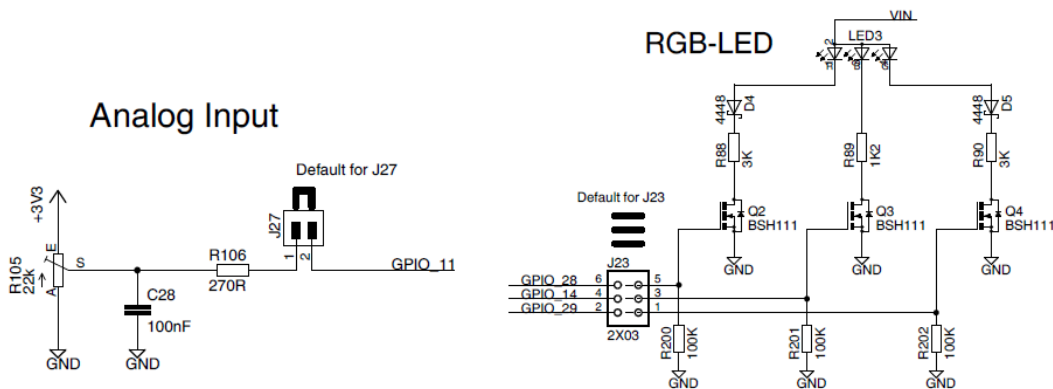 Analog Input
+3V3
R105
22k
E
S
A
GND
C28
100nF
GND
R106
270R
Default for J27
J27
1
2
GPIO_11
RGB-LED
VIN
LED3
2
R
B
G
4448
D4
4448
D5
R88
3K
R89
1K2
R90
3K
Q2
BSH111
Q3
BSH111
Q4
BSH111
GND
GND
GND
Default for J23
J23
GPIO_28
6
5
GPIO_14
4
3
GPIO_29
2
1
2X03
R200
100K
R201
100K
R202
100K
GND
GND
GND